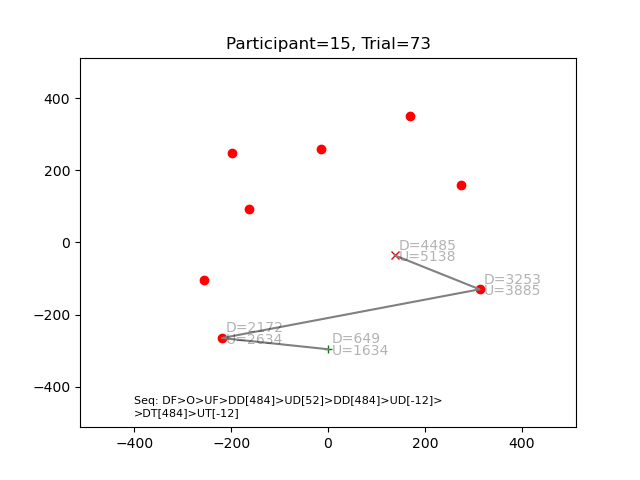 Participant=15, Trial=73
400
200
0
−200
−400
D=4485
U=5138
D=3253
U=3885
D=2172
U=2634
D=649
U=1634
Seq: DF>O>UF>DD[484]>UD[52]>DD[484]>UD[-12]>
>DT[484]>UT[-12]
−400
−200
0
200
400